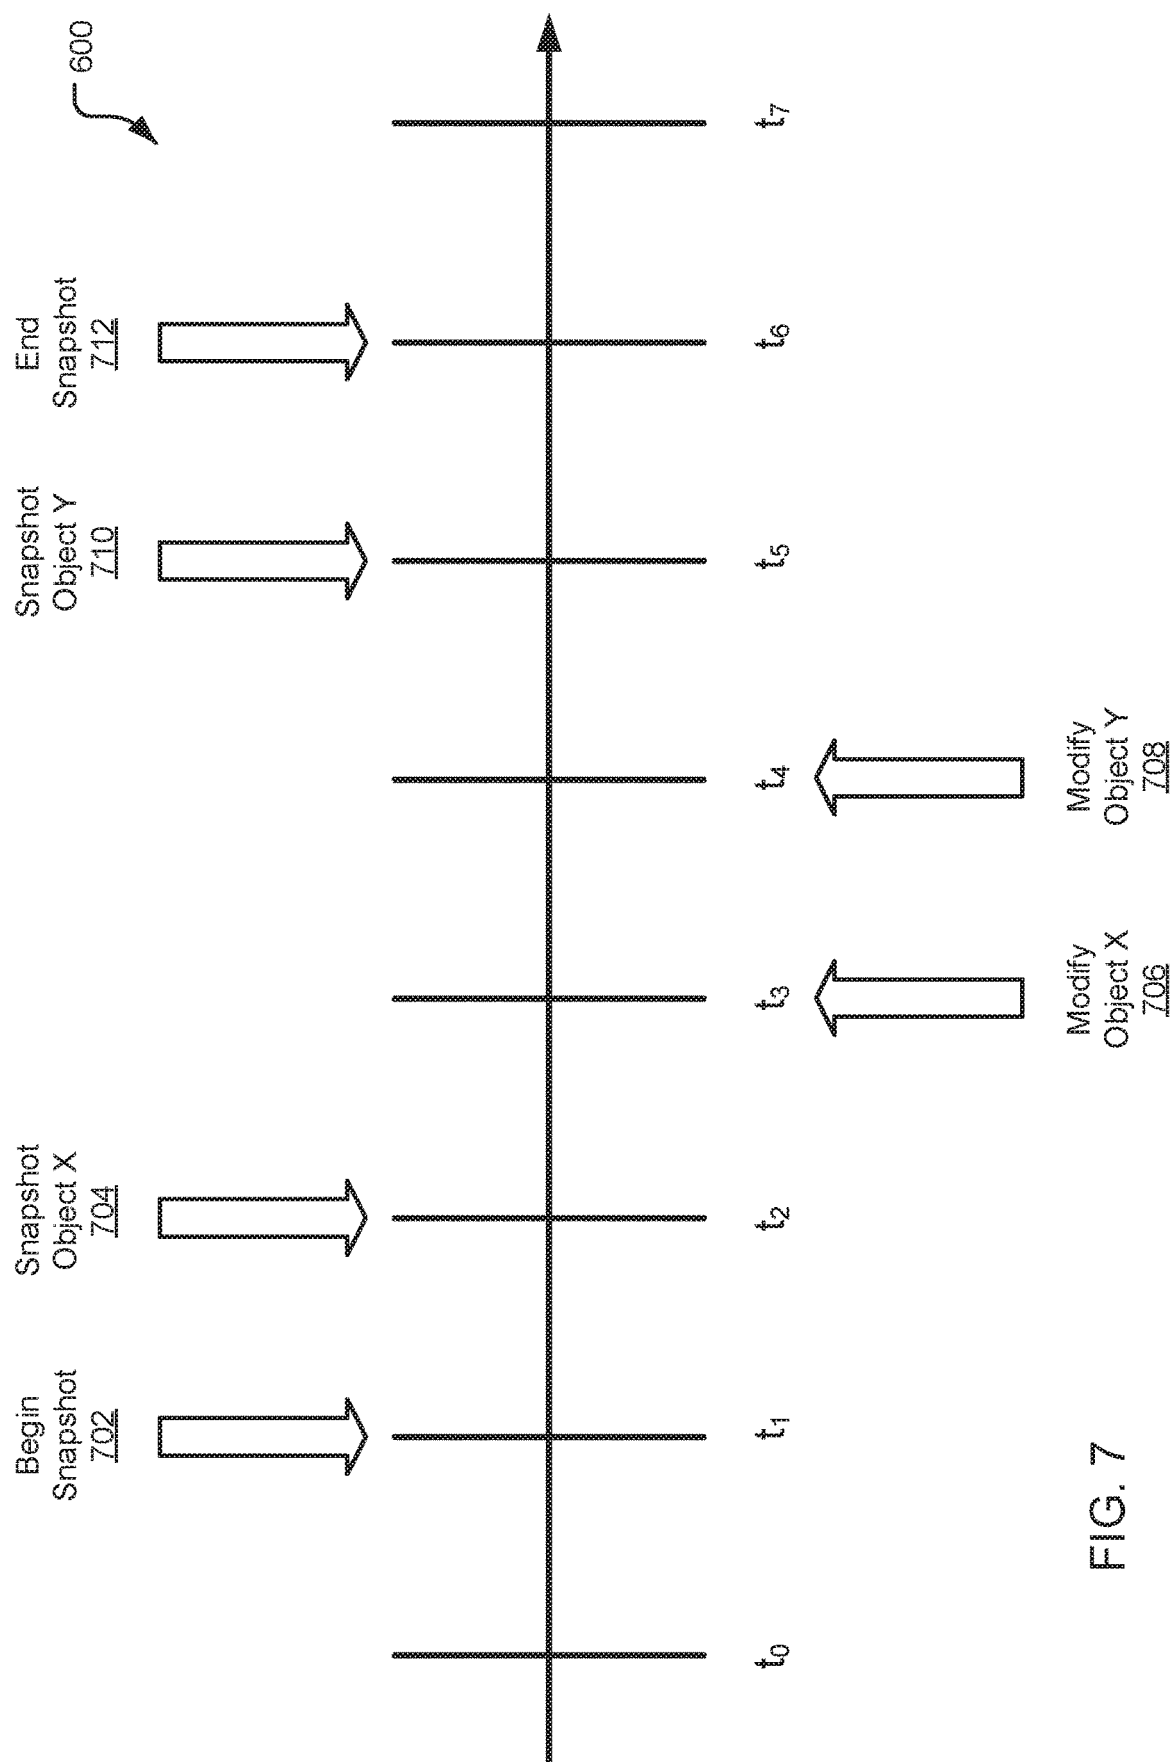 600
Begin
Snapshot
702
Snapshot
Object X
704
Snapshot
Object Y
710
End
Snapshot
712
t0
t1
t2
t3
t4
t5
t6
t7
Modify
Object X
706
Modify
Object Y
708
FIG. 7